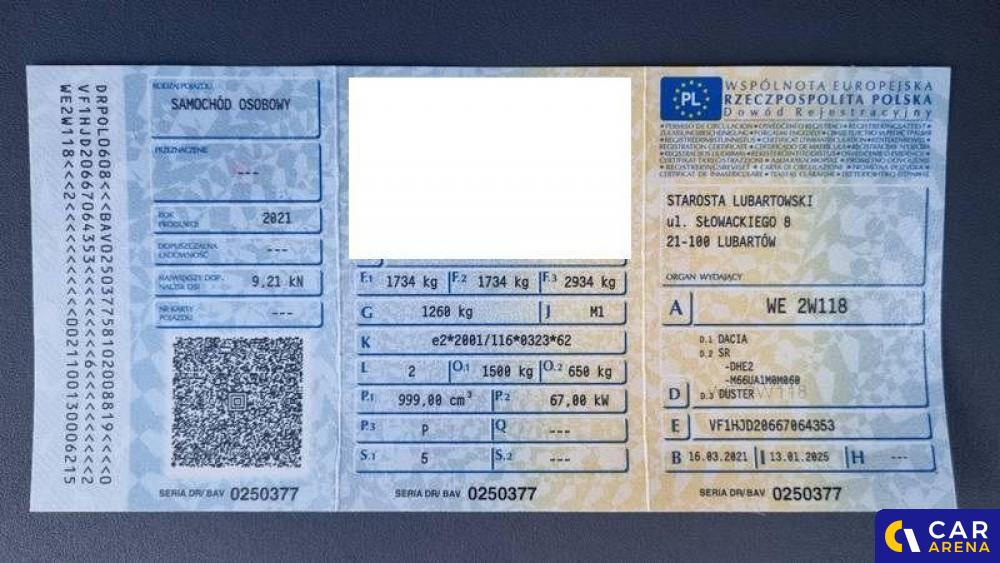 DRPOL0608<<BAV025037758102008819<<<<<0
VF1HJD20667064353<<<<<<<<<6<<<<<<<<2
WE2W118<<<2<<<<<<<<<<<0021100130006215
RODZAJ POJAZDU
SAMOCHÓD OSOBOWY
PRZEZNACZENIE
---
ROK PRODUKCJI
2021
DOPUSZCZALNA ŁADOWNOŚĆ
---
NAJWIĘKSZY DOP. NACISK OSI
9,21 kN
NR KARTY POJAZDU
---
SERIA DR/BAV 0250377
F.1 1734 kg F.2 1734 kg F.3 2934 kg
G 1260 kg J M1
K e2*2001/116*0323*62
L 2 O.1 1500 kg O.2 650 kg
P.1 999,00 cm³ P.2 67,00 kW
P.3 P Q ---
S.1 5 S.2 ---
SERIA DR/BAV 0250377
PL
WSPÓLNOTA EUROPEJSKA
RZECZPOSPOLITA POLSKA
Dowód Rejestracyjny
STAROSTA LUBARTOWSKI
ul. SŁOWACKIEGO 8
21-100 LUBARTÓW
ORGAN WYDAJĄCY
A WE 2W118
D.1 DACIA
D.2 SR
-DHE2
-M66UA1M0M060
D D.3 DUSTER
E VF1HJD20667064353
B 16.03.2021 I 13.01.2025 H ---
SERIA DR/BAV 0250377
CAR
ARENA